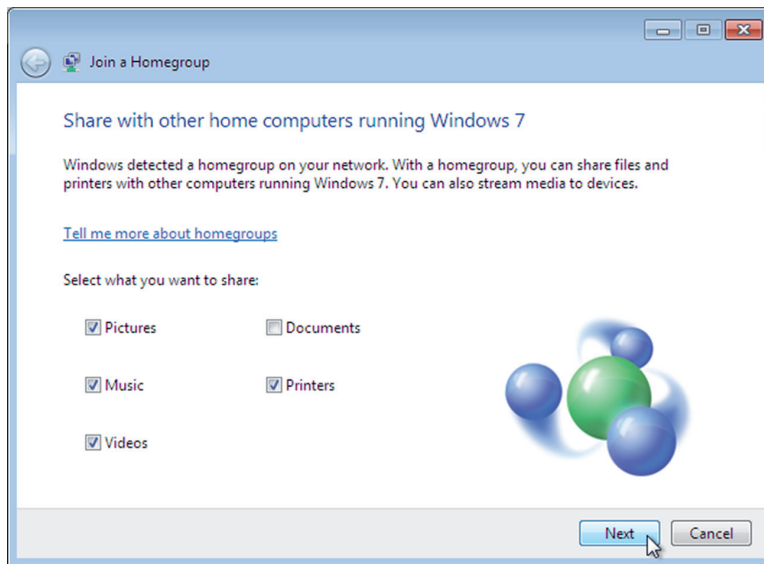 Join a Homegroup
Share with other home computers running Windows 7
Windows detected a homegroup on your network. With a homegroup, you can share files and
printers with other computers running Windows 7. You can also stream media to devices.
Tell me more about homegroups
Select what you want to share:
Pictures
Documents
Music
Printers
Videos
Next
Cancel